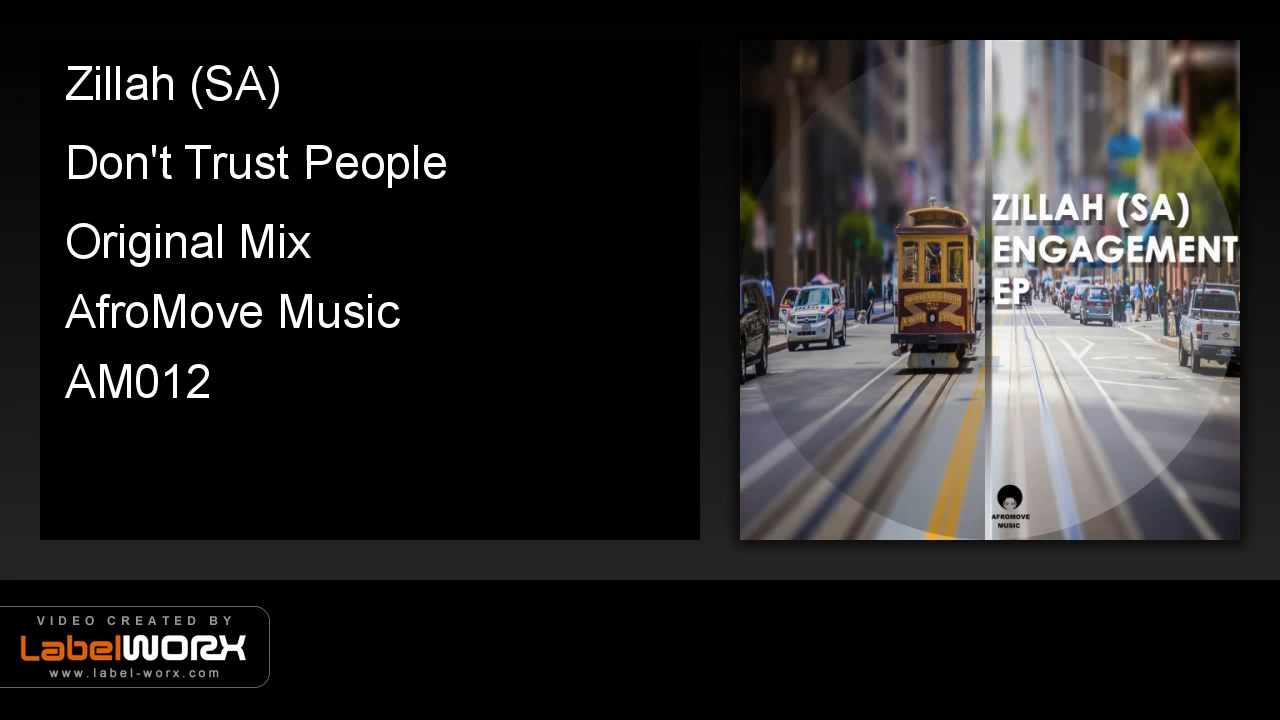 Zillah (SA)
Don't Trust People
Original Mix
AfroMove Music
AM012
ZILLAH (SA)
ENGAGEMENT
EP
AFROMOVE
MUSIC
VIDEO CREATED BY
LabelWORX
www.label-worx.com